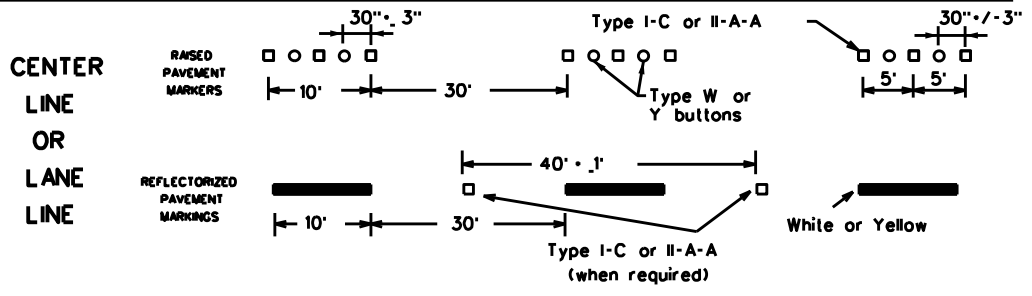 CENTER
LINE
OR
LANE
LINE
RAISED
PAVEMENT
MARKERS
30"·_ 3"
Type I-C or II-A-A
30"·/-3"
10'
30'
Type W or
Y buttons
5' 5'
REFLECTORIZED
PAVEMENT
MARKINGS
40' · _1'
10'
30'
Type I-C or II-A-A
(when required)
White or Yellow